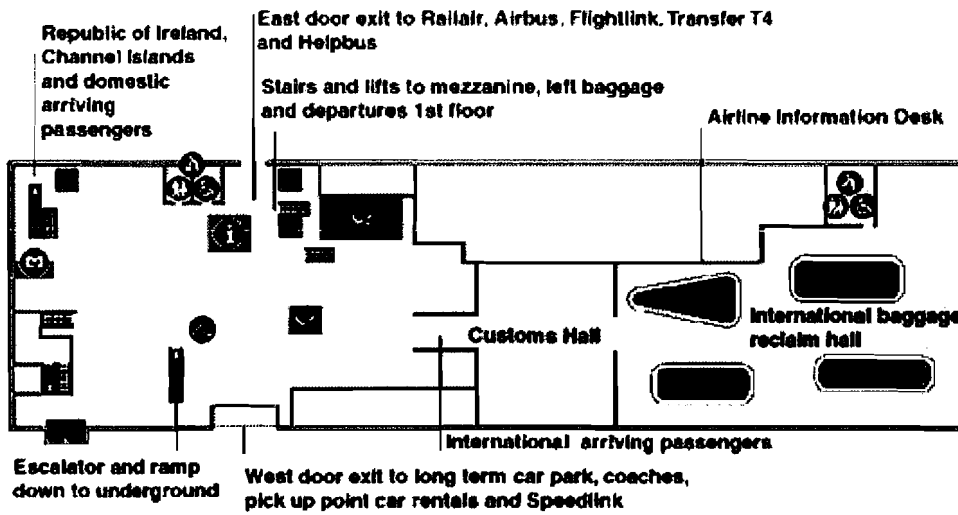 East door exit to Railair, Airbus, Flightlink, Transfer T4
and Helpbus
Republic of Ireland,
Channel Islands
and domestic
arriving
passengers
Stairs and lifts to mezzanine, left baggage
and departures 1st floor
Airline Information Desk
Customs Hall
International baggage
reclaim hall
International arriving passengers
Escalator and ramp
down to underground
West door exit to long term car park, coaches,
pick up point car rentals and Speedlink